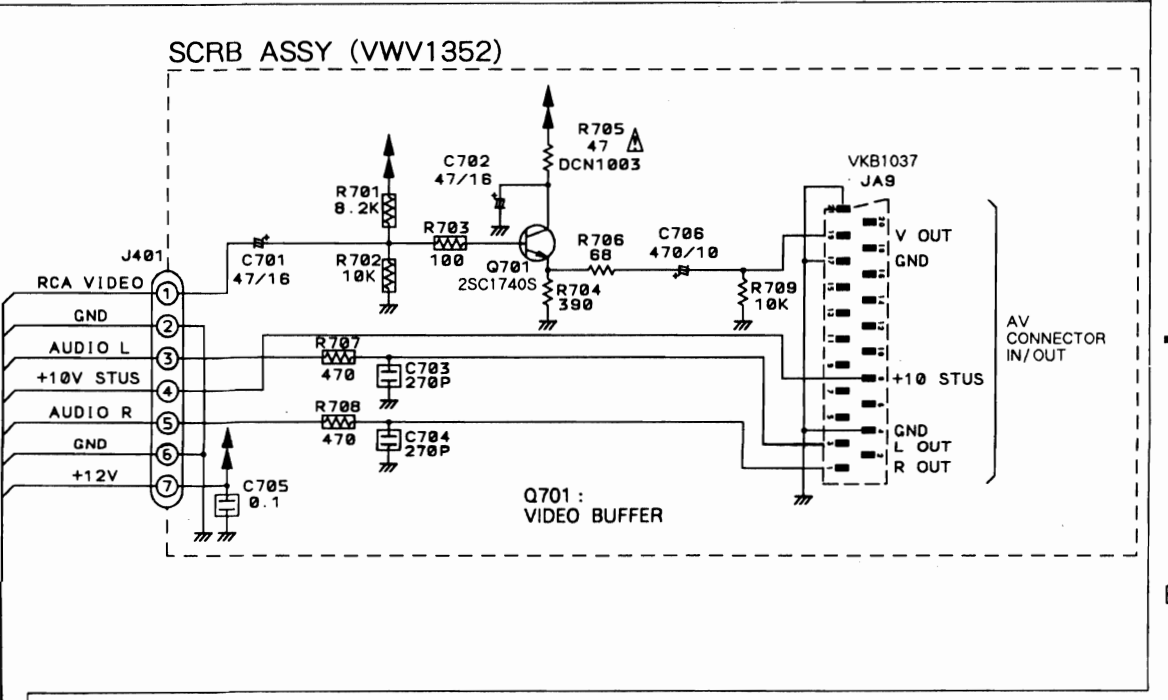 SCRB ASSY (VWV1352)
R705
47
DCN1003
C702
47/16
VKB1037
JA9
R701
8.2K
R703
100
R706
68
C706
470/10
V OUT
GND
J401
C701
47/16
R702
10K
Q701
2SC1740S
R704
390
R709
10K
RCA VIDEO
1
GND
2
AUDIO L
3
R707
470
C703
270P
AV
CONNECTOR
IN/OUT
+10V STUS
4
+10 STUS
AUDIO R
5
R708
470
C704
270P
GND
6
GND
L OUT
R OUT
+12V
7
C705
0.1
Q701 :
VIDEO BUFFER